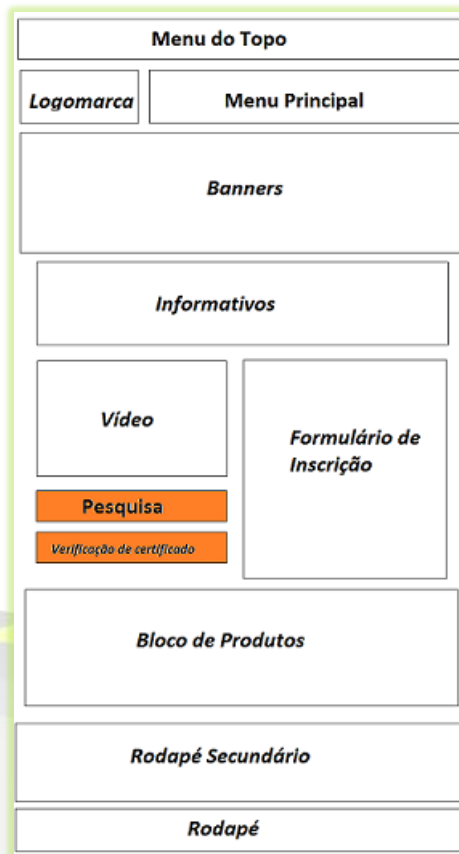 Menu do Topo
Logomarca
Menu Principal
Banners
Informativos
Vídeo
Formulário de
Inscrição
Pesquisa
Verificação de certificado
Bloco de Produtos
Rodapé Secundário
Rodapé